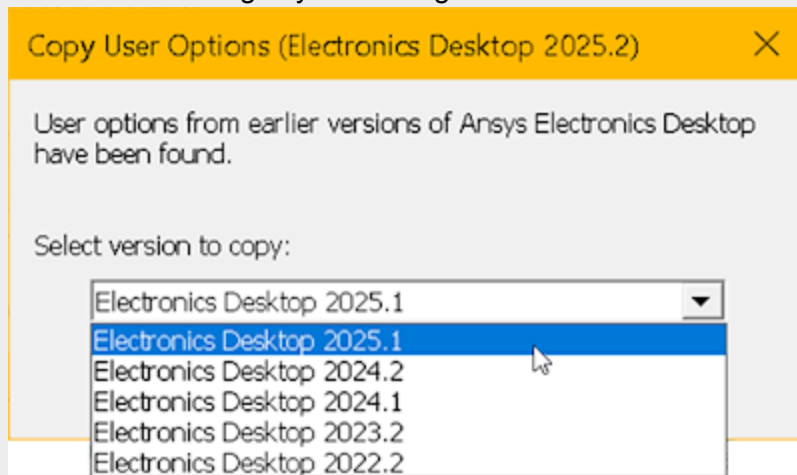 Copy User Options (Electronics Desktop 2025.2)
User options from earlier versions of Ansys Electronics Desktop
have been found.
Select version to copy:
Electronics Desktop 2025.1
Electronics Desktop 2025.1
Electronics Desktop 2024.2
Electronics Desktop 2024.1
Electronics Desktop 2023.2
Electronics Desktop 2022.2